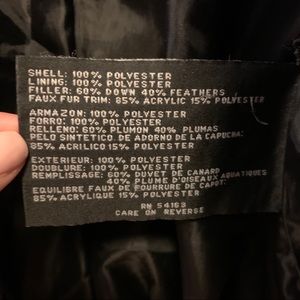 SHELL: 100% POLYESTER
LINING: 100% POLYESTER
FILLER: 60% DOWN 40% FEATHERS
FAUX FUR TRIM: 85% ACRYLIC 15% POLYESTER
ARMAZON: 100% POLYESTER
FORRO: 100% POLYESTER
RELLENO: 60% PLUMON 40% PLUMAS
PELO SINTETICO DE ADORNO DE LA CAPUCHA:
85% ACRILICO 15% POLYESTER
EXTERIEUR: 100% POLYESTER
DOUBLURE: 100% POLYESTER
REMPLISSAGE: 60% DUVET DE CANARD
40% PLUME D'OISEAUX AQUATIQUES
EQUILIBRE FAUX DE FOURRURE DE CAPOT:
85% ACRYLIQUE 15% POLYESTER
RN 54163
CARE ON REVERSE